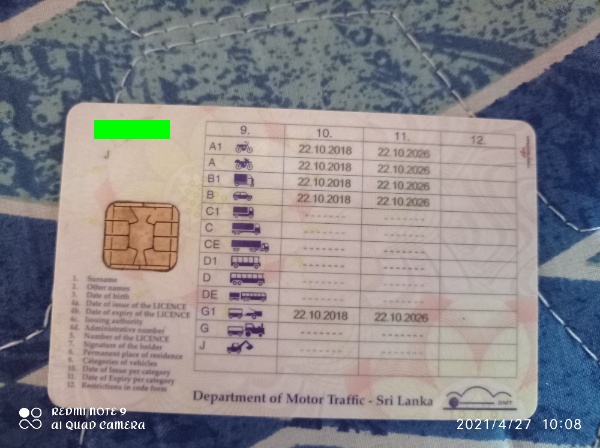 9. 10. 11. 12.
A1 22.10.2018 22.10.2026
A 22.10.2018 22.10.2026
B1 22.10.2018 22.10.2026
B 22.10.2018 22.10.2026
C1 ------- -------
C ------- -------
CE ------- -------
D1 ------- -------
D ------- -------
DE ------- -------
G1 22.10.2018 22.10.2026
G ------- -------
J ------- -------
J
1. Surname
2. Other names
3. Date of birth
4a. Date of issue of the LICENCE
4b. Date of expiry of the LICENCE
4c. Issuing authority
4d. Administrative number
5. Number of the LICENCE
7. Signature of the holder
8. Permanent place of residence
9. Categories of vehicles
10. Date of Issue per category
11. Date of Expiry per category
12. Restrictions in code form
Department of Motor Traffic - Sri Lanka
DMT
REDMI NOTE 9
AI QUAD CAMERA
2021/4/27 10:08